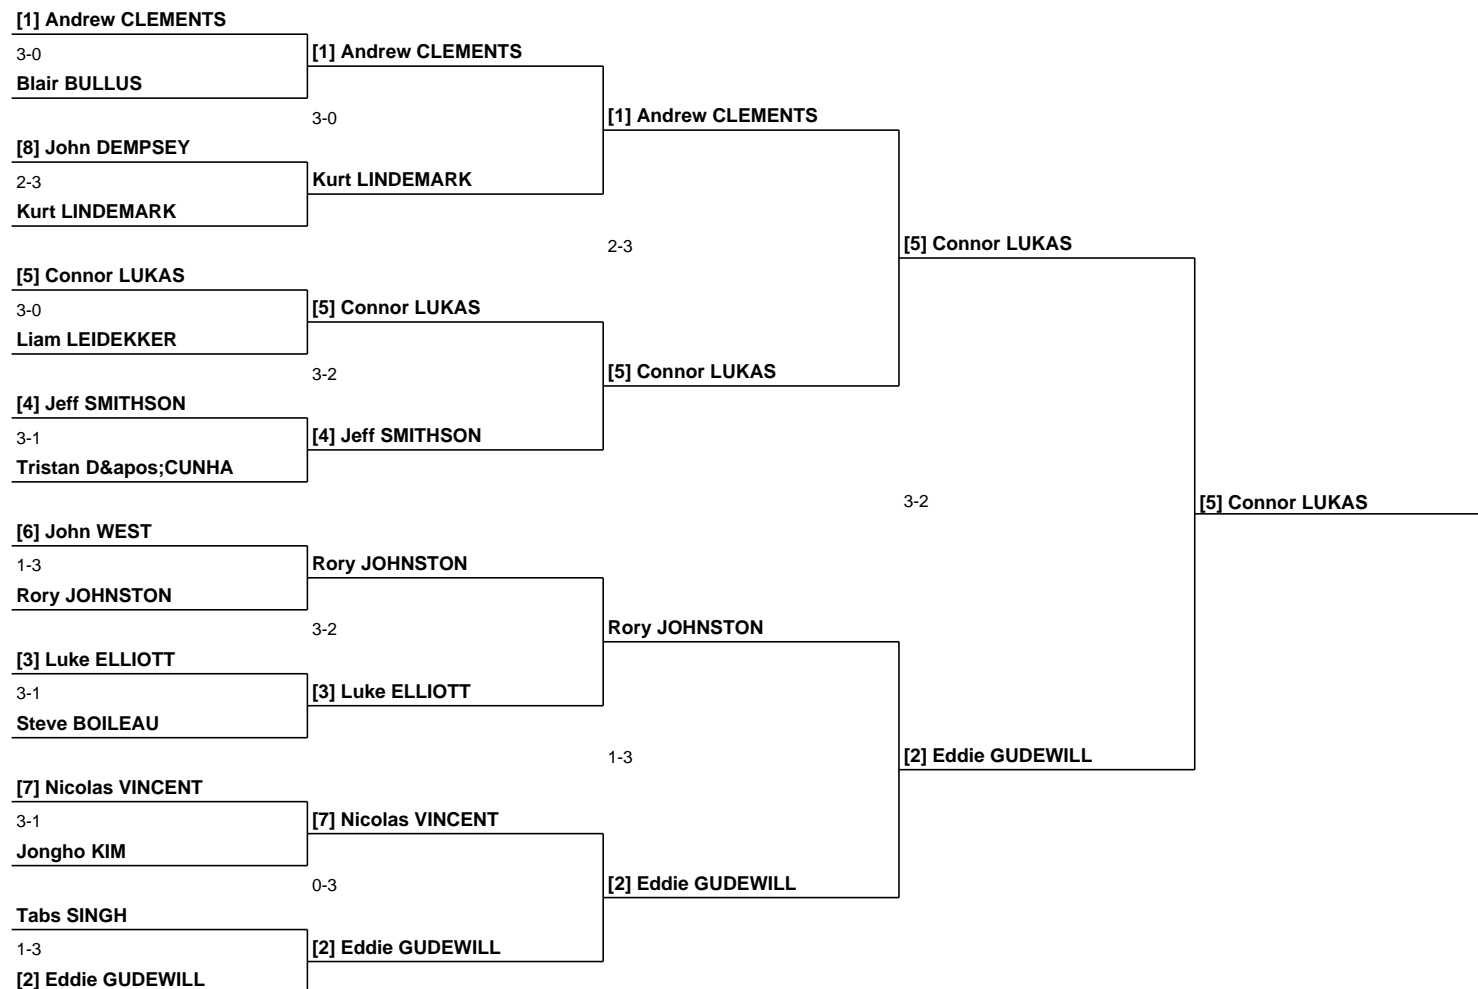 [1] Andrew CLEMENTS
3-0
Blair BULLUS
[8] John DEMPSEY
2-3
Kurt LINDEMARK
[5] Connor LUKAS
3-0
Liam LEIDEKKER
[4] Jeff SMITHSON
3-1
Tristan D&apos;CUNHA
[6] John WEST
1-3
Rory JOHNSTON
[3] Luke ELLIOTT
3-1
Steve BOILEAU
[7] Nicolas VINCENT
3-1
Jongho KIM
Tabs SINGH
1-3
[2] Eddie GUDEWILL
[1] Andrew CLEMENTS
3-0
Kurt LINDEMARK
[5] Connor LUKAS
3-2
[4] Jeff SMITHSON
Rory JOHNSTON
3-2
[3] Luke ELLIOTT
[7] Nicolas VINCENT
0-3
[2] Eddie GUDEWILL
[1] Andrew CLEMENTS
2-3
[5] Connor LUKAS
Rory JOHNSTON
1-3
[2] Eddie GUDEWILL
[5] Connor LUKAS
3-2
[2] Eddie GUDEWILL
[5] Connor LUKAS